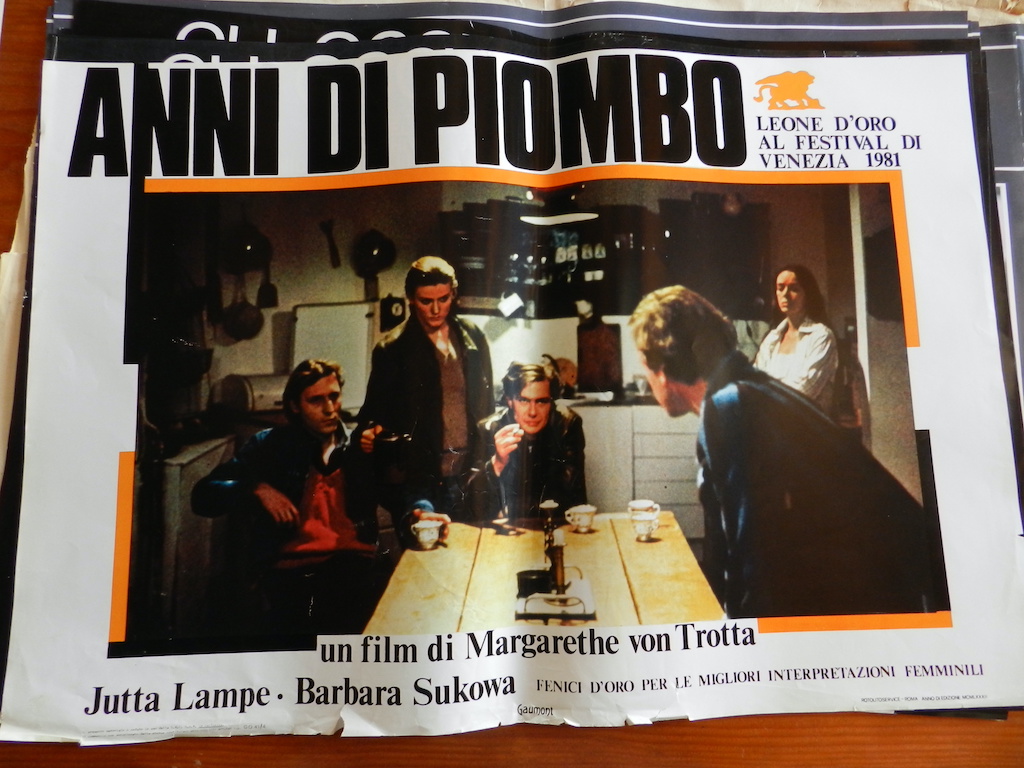 ANNI DI PIOMBO
LEONE D'ORO
AL FESTIVAL DI
VENEZIA 1981
un film di Margarethe von Trotta
Jutta Lampe · Barbara Sukowa
FENICI D'ORO PER LE MIGLIORI INTERPRETAZIONI FEMMINILI
Gaumont